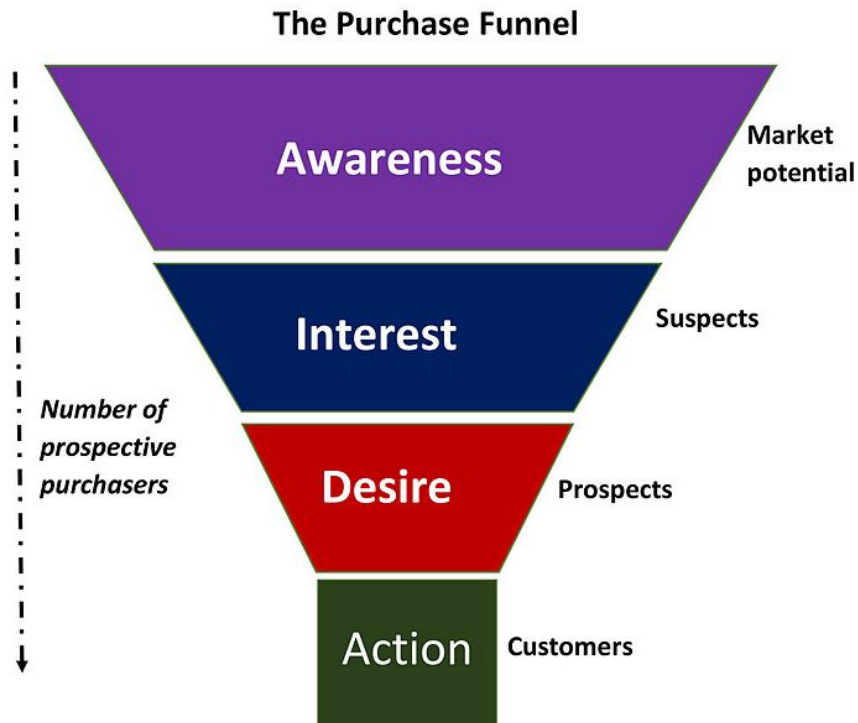 The Purchase Funnel
Awareness
Market
potential
Interest
Suspects
Number of
prospective
purchasers
Desire
Prospects
Action
Customers